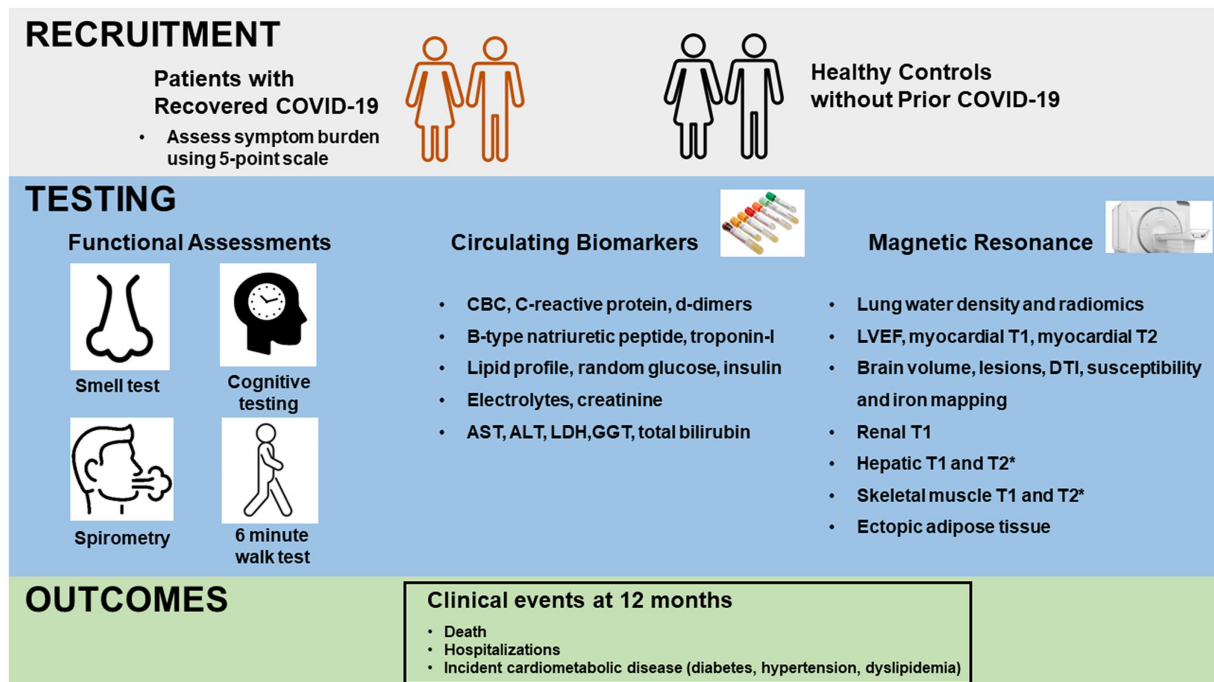 RECRUITMENT
Patients with
Recovered COVID-19
• Assess symptom burden
using 5-point scale
Healthy Controls
without Prior COVID-19
TESTING
Functional Assessments
Smell test
Cognitive
testing
Spirometry
6 minute
walk test
Circulating Biomarkers
• CBC, C-reactive protein, d-dimers
• B-type natriuretic peptide, troponin-I
• Lipid profile, random glucose, insulin
• Electrolytes, creatinine
• AST, ALT, LDH,GGT, total bilirubin
Magnetic Resonance
• Lung water density and radiomics
• LVEF, myocardial T1, myocardial T2
• Brain volume, lesions, DTI, susceptibility
and iron mapping
• Renal T1
• Hepatic T1 and T2*
• Skeletal muscle T1 and T2*
• Ectopic adipose tissue
OUTCOMES
Clinical events at 12 months
• Death
• Hospitalizations
• Incident cardiometabolic disease (diabetes, hypertension, dyslipidemia)